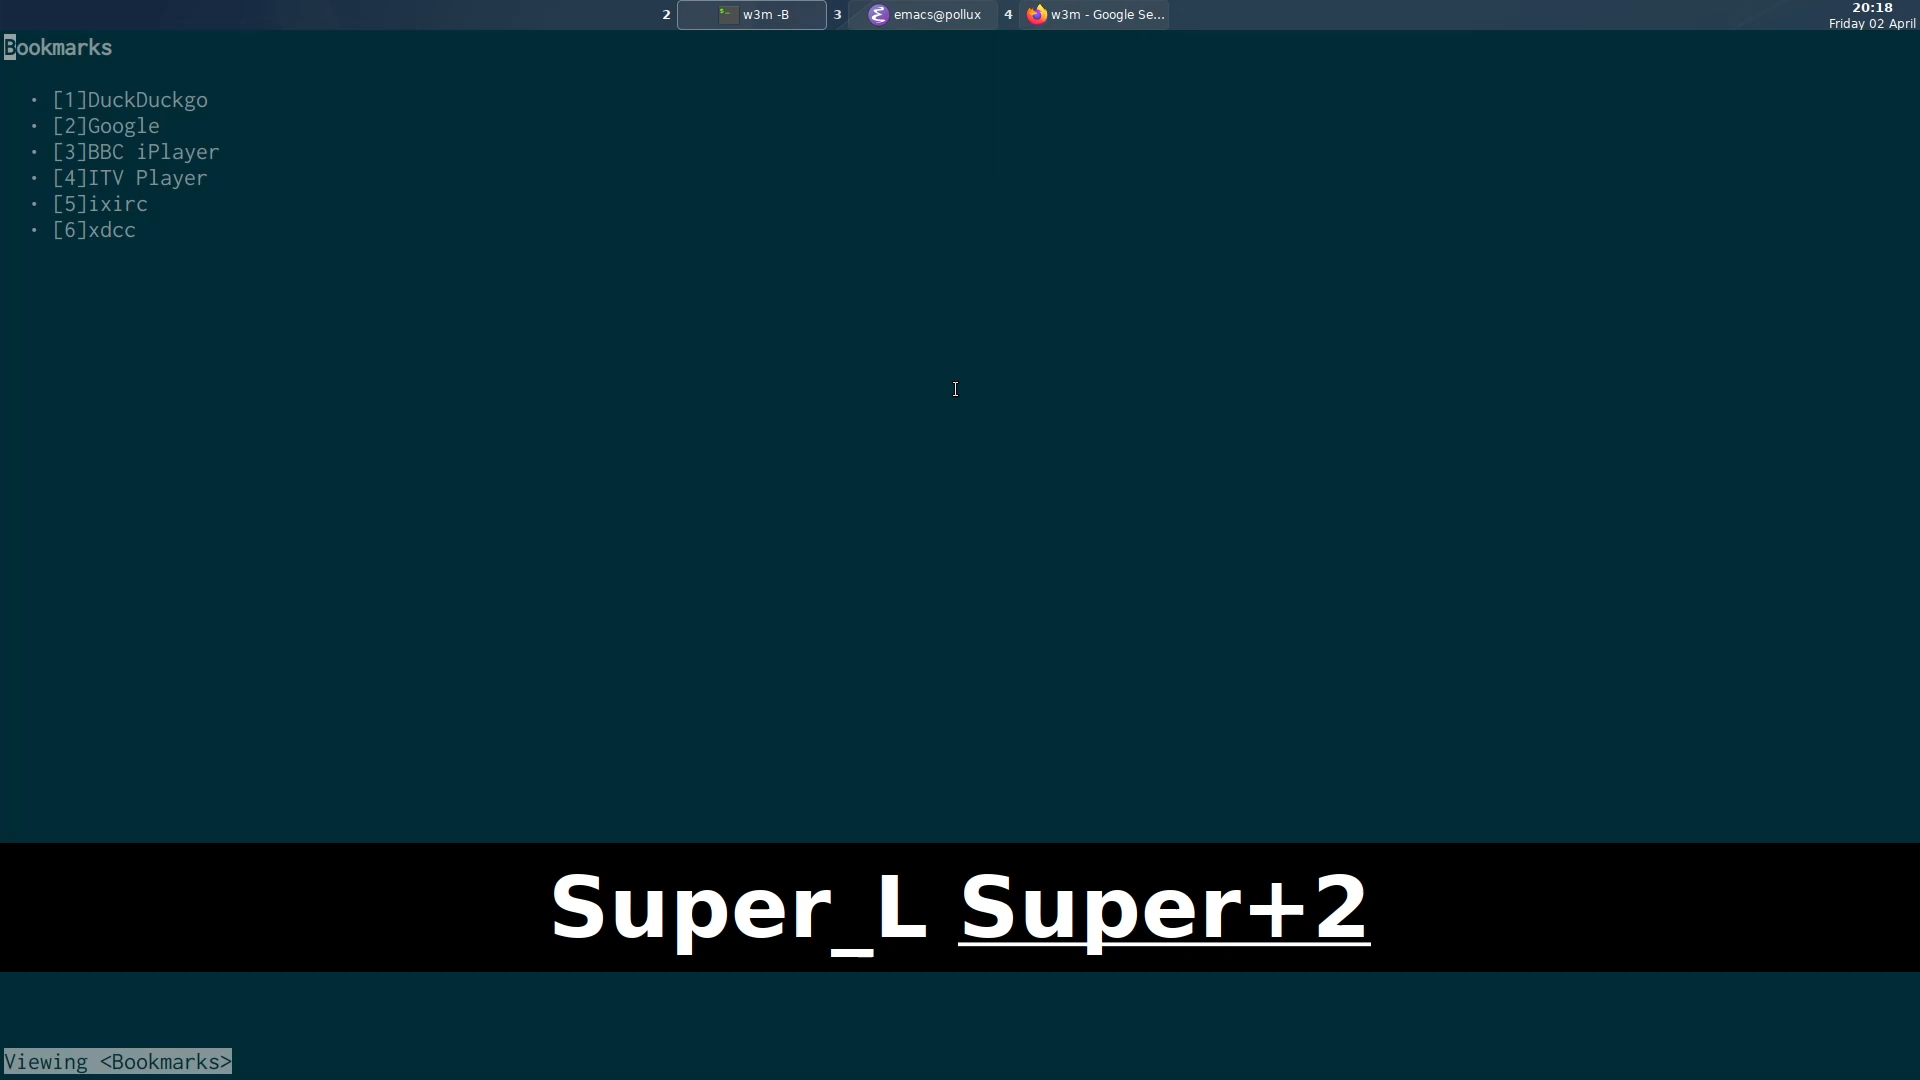 2 w3m -B 3 emacs@pollux 4 w3m - Google Se...
20:18
Friday 02 April
Bookmarks
• [1]DuckDuckgo
• [2]Google
• [3]BBC iPlayer
• [4]ITV Player
• [5]ixirc
• [6]xdcc
Super_L Super+2
Viewing <Bookmarks>